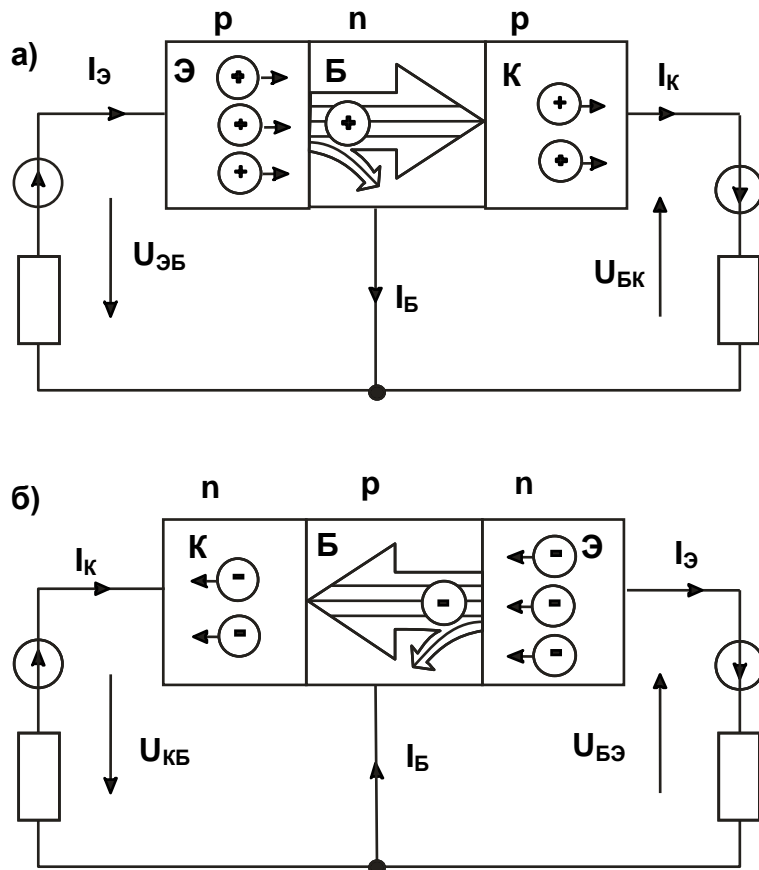 p n p
а)
Э Б К
IЭ IК
+ + + + + +
UЭБ UБК
IБ
n p n
б)
К Б Э
IК IЭ
- - - - - -
UКБ UБЭ
IБ